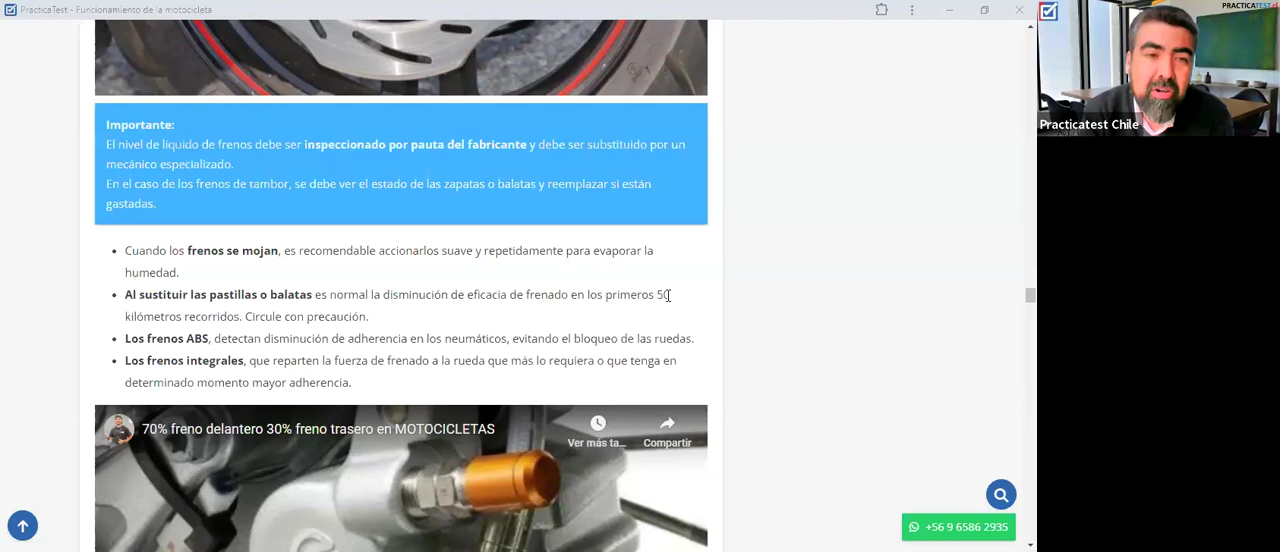 PracticaTest - Funcionamiento de la motocicleta
PRACTICATEST.cl
Practicatest Chile
Importante:
El nivel de líquido de frenos debe ser inspeccionado por pauta del fabricante y debe ser substituido por un
mecánico especializado.
En el caso de los frenos de tambor, se debe ver el estado de las zapatas o balatas y reemplazar si están
gastadas.
Cuando los frenos se mojan, es recomendable accionarlos suave y repetidamente para evaporar la
humedad.
Al sustituir las pastillas o balatas es normal la disminución de eficacia de frenado en los primeros 50
kilómetros recorridos. Circule con precaución.
Los frenos ABS, detectan disminución de adherencia en los neumáticos, evitando el bloqueo de las ruedas.
Los frenos integrales, que reparten la fuerza de frenado a la rueda que más lo requiera o que tenga en
determinado momento mayor adherencia.
70% freno delantero 30% freno trasero en MOTOCICLETAS
Ver más ta...
Compartir
+56 9 6586 2935